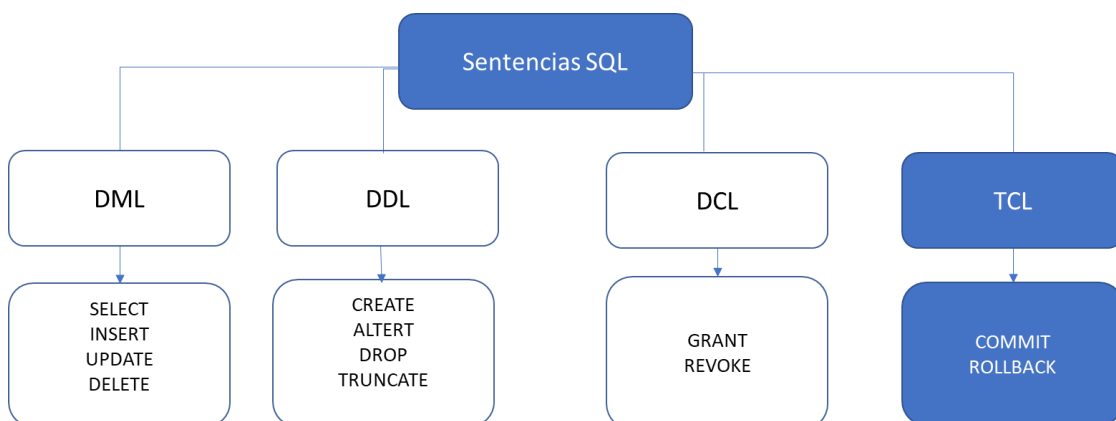 Sentencias SQL
DML
DDL
DCL
TCL
SELECT
INSERT
UPDATE
DELETE
CREATE
ALTERT
DROP
TRUNCATE
GRANT
REVOKE
COMMIT
ROLLBACK